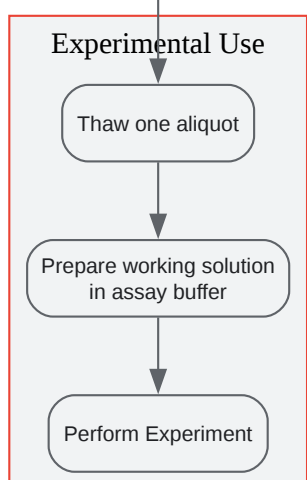 Experimental Use
Thaw one aliquot
Prepare working solution
in assay buffer
Perform Experiment